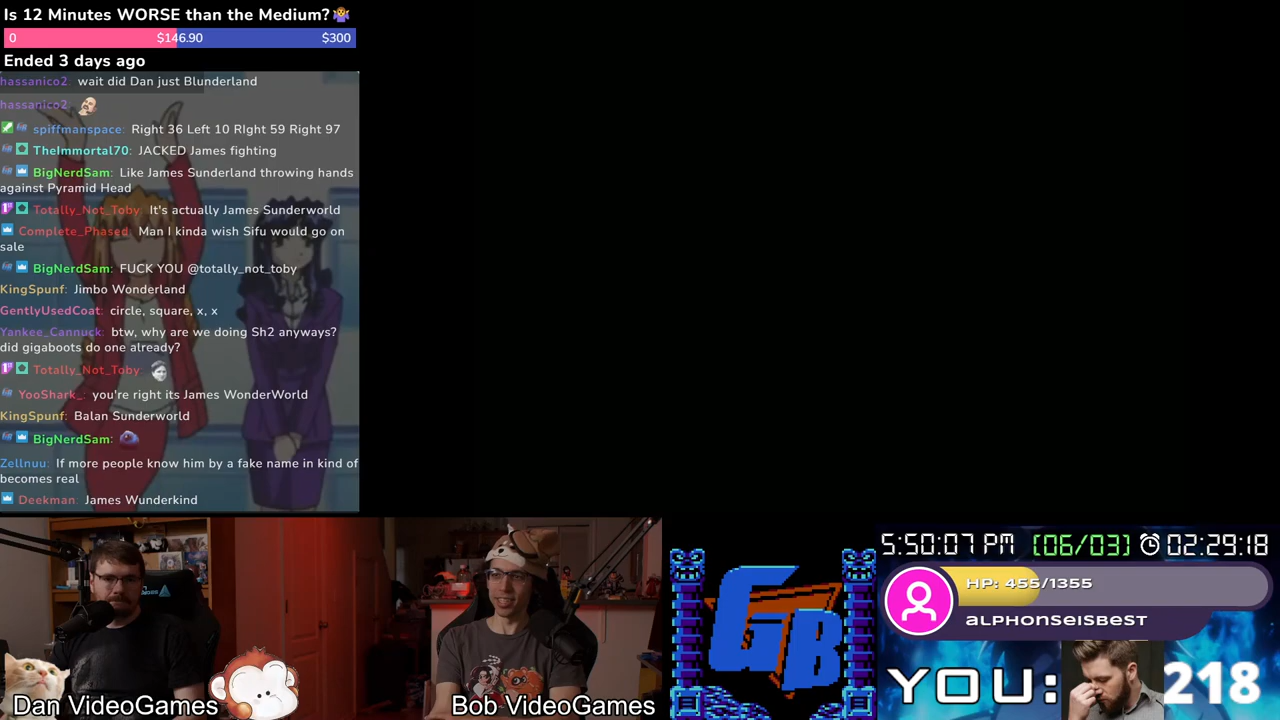 Is 12 Minutes WORSE than the Medium?🤷‍♀️
0 $146.90 $300
Ended 3 days ago
hassanico2: wait did Dan just Blunderland
hassanico2:
spiffmanspace: Right 36 Left 10 RIght 59 Right 97
TheImmortal70: JACKED James fighting
BigNerdSam: Like James Sunderland throwing hands
against Pyramid Head
Totally_Not_Toby: It's actually James Sunderworld
Complete_Phased: Man I kinda wish Sifu would go on
sale
BigNerdSam: FUCK YOU @totally_not_toby
KingSpunf: Jimbo Wonderland
GentlyUsedCoat: circle, square, x, x
Yankee_Cannuck: btw, why are we doing Sh2 anyways?
did gigaboots do one already?
Totally_Not_Toby:
YooShark_: you're right its James WonderWorld
KingSpunf: Balan Sunderworld
BigNerdSam:
Zellnuu: If more people know him by a fake name in kind of
becomes real
Deekman: James Wunderkind
Dan VideoGames
Bob VideoGames
GB
5:50:07 PM [06/03] 02:29:18
HP: 455/1355
alphonseisbest
YOU: 218